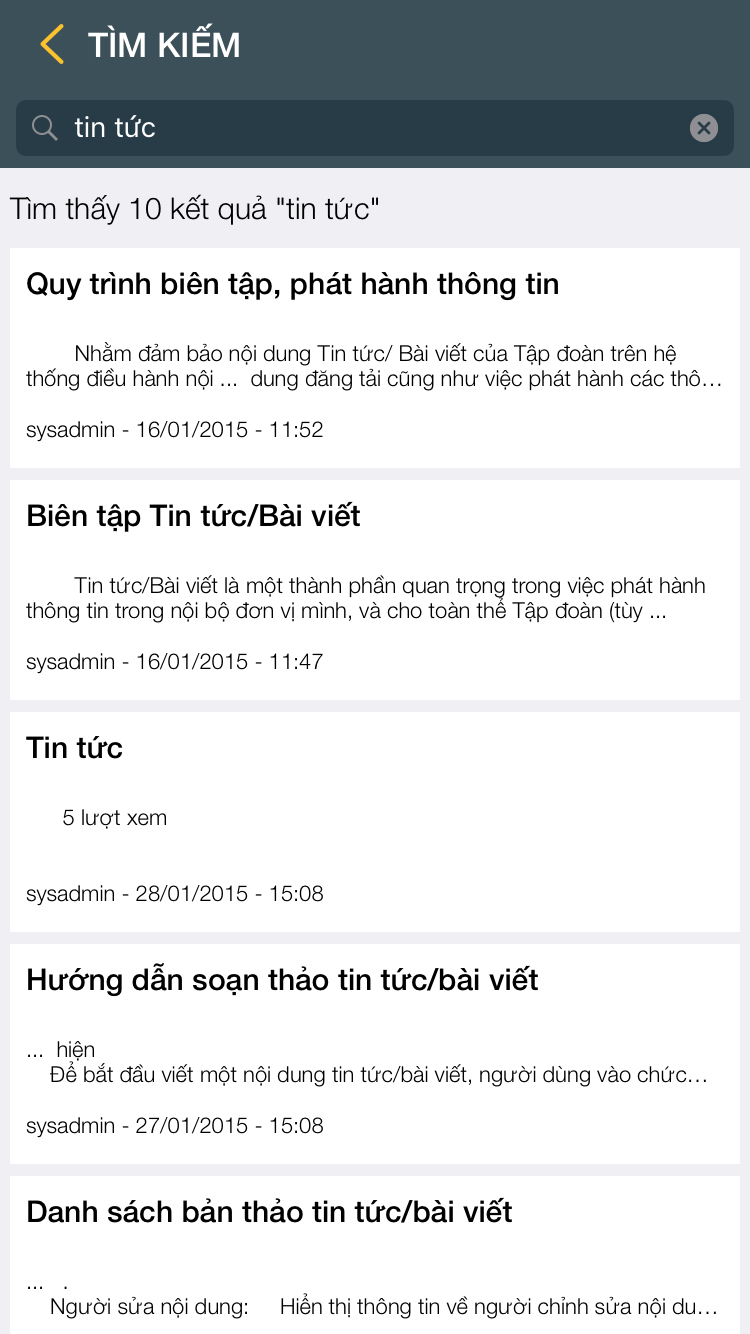 TÌM KIẾM
tin tức
Tìm thấy 10 kết quả "tin tức"
Quy trình biên tập, phát hành thông tin
Nhằm đảm bảo nội dung Tin tức/ Bài viết của Tập đoàn trên hệ
thống điều hành nội ... dung đăng tải cũng như việc phát hành các thô...
sysadmin - 16/01/2015 - 11:52
Biên tập Tin tức/Bài viết
Tin tức/Bài viết là một thành phần quan trọng trong việc phát hành
thông tin trong nội bộ đơn vị mình, và cho toàn thể Tập đoàn (tùy ...
sysadmin - 16/01/2015 - 11:47
Tin tức
5 lượt xem
sysadmin - 28/01/2015 - 15:08
Hướng dẫn soạn thảo tin tức/bài viết
... hiện
Để bắt đầu viết một nội dung tin tức/bài viết, người dùng vào chức...
sysadmin - 27/01/2015 - 15:08
Danh sách bản thảo tin tức/bài viết
... .
Người sửa nội dung: Hiển thị thông tin về người chỉnh sửa nội du...